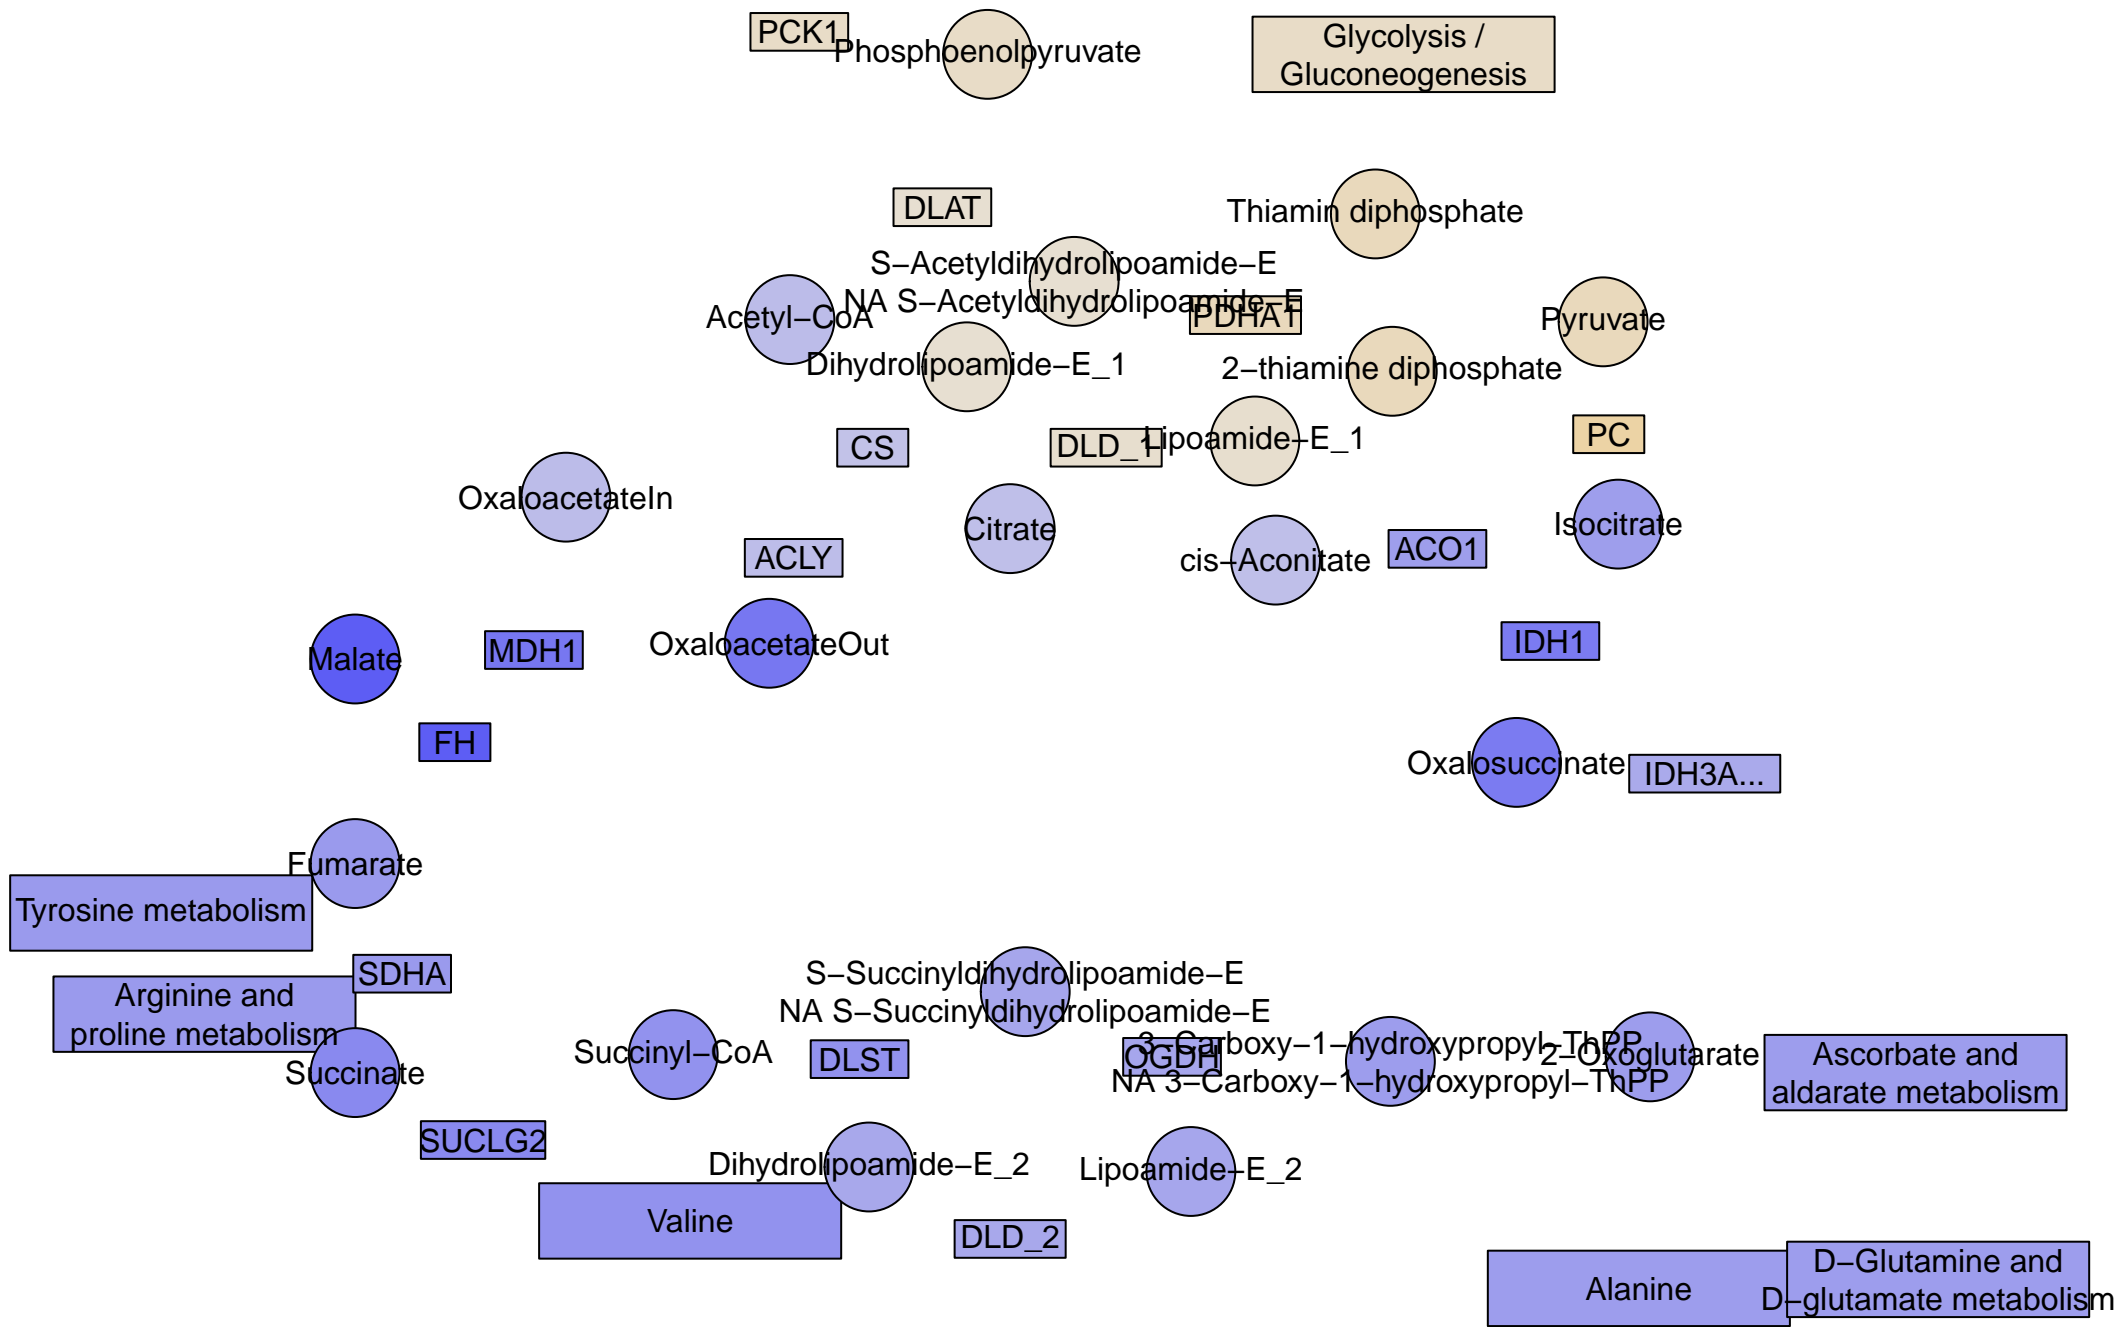 PCK1
Phosphoenolpyruvate
Glycolysis /
Gluconeogenesis
DLAT
Thiamin diphosphate
S−Acetyldihydrolipoamide−E
NA S−Acetyldihydrolipoamide−E
Acetyl−CoA
PDHA1
Pyruvate
Dihydrolipoamide−E_1
2−thiamine diphosphate
CS
DLD_1
Lipoamide−E_1
PC
OxaloacetateIn
Citrate
Isocitrate
ACLY
cis−Aconitate
ACO1
Malate
MDH1
OxaloacetateOut
IDH1
FH
Oxalosuccinate
IDH3A...
Fumarate
Tyrosine metabolism
SDHA
Arginine and
proline metabolism
S−Succinyldihydrolipoamide−E
NA S−Succinyldihydrolipoamide−E
Succinate
Succinyl−CoA
DLST
OGDH
3−Carboxy−1−hydroxypropyl−ThPP
NA 3−Carboxy−1−hydroxypropyl−ThPP
2−Oxoglutarate
Ascorbate and
aldarate metabolism
SUCLG2
Dihydrolipoamide−E_2
Lipoamide−E_2
Valine
DLD_2
Alanine
D−Glutamine and
D−glutamate metabolism